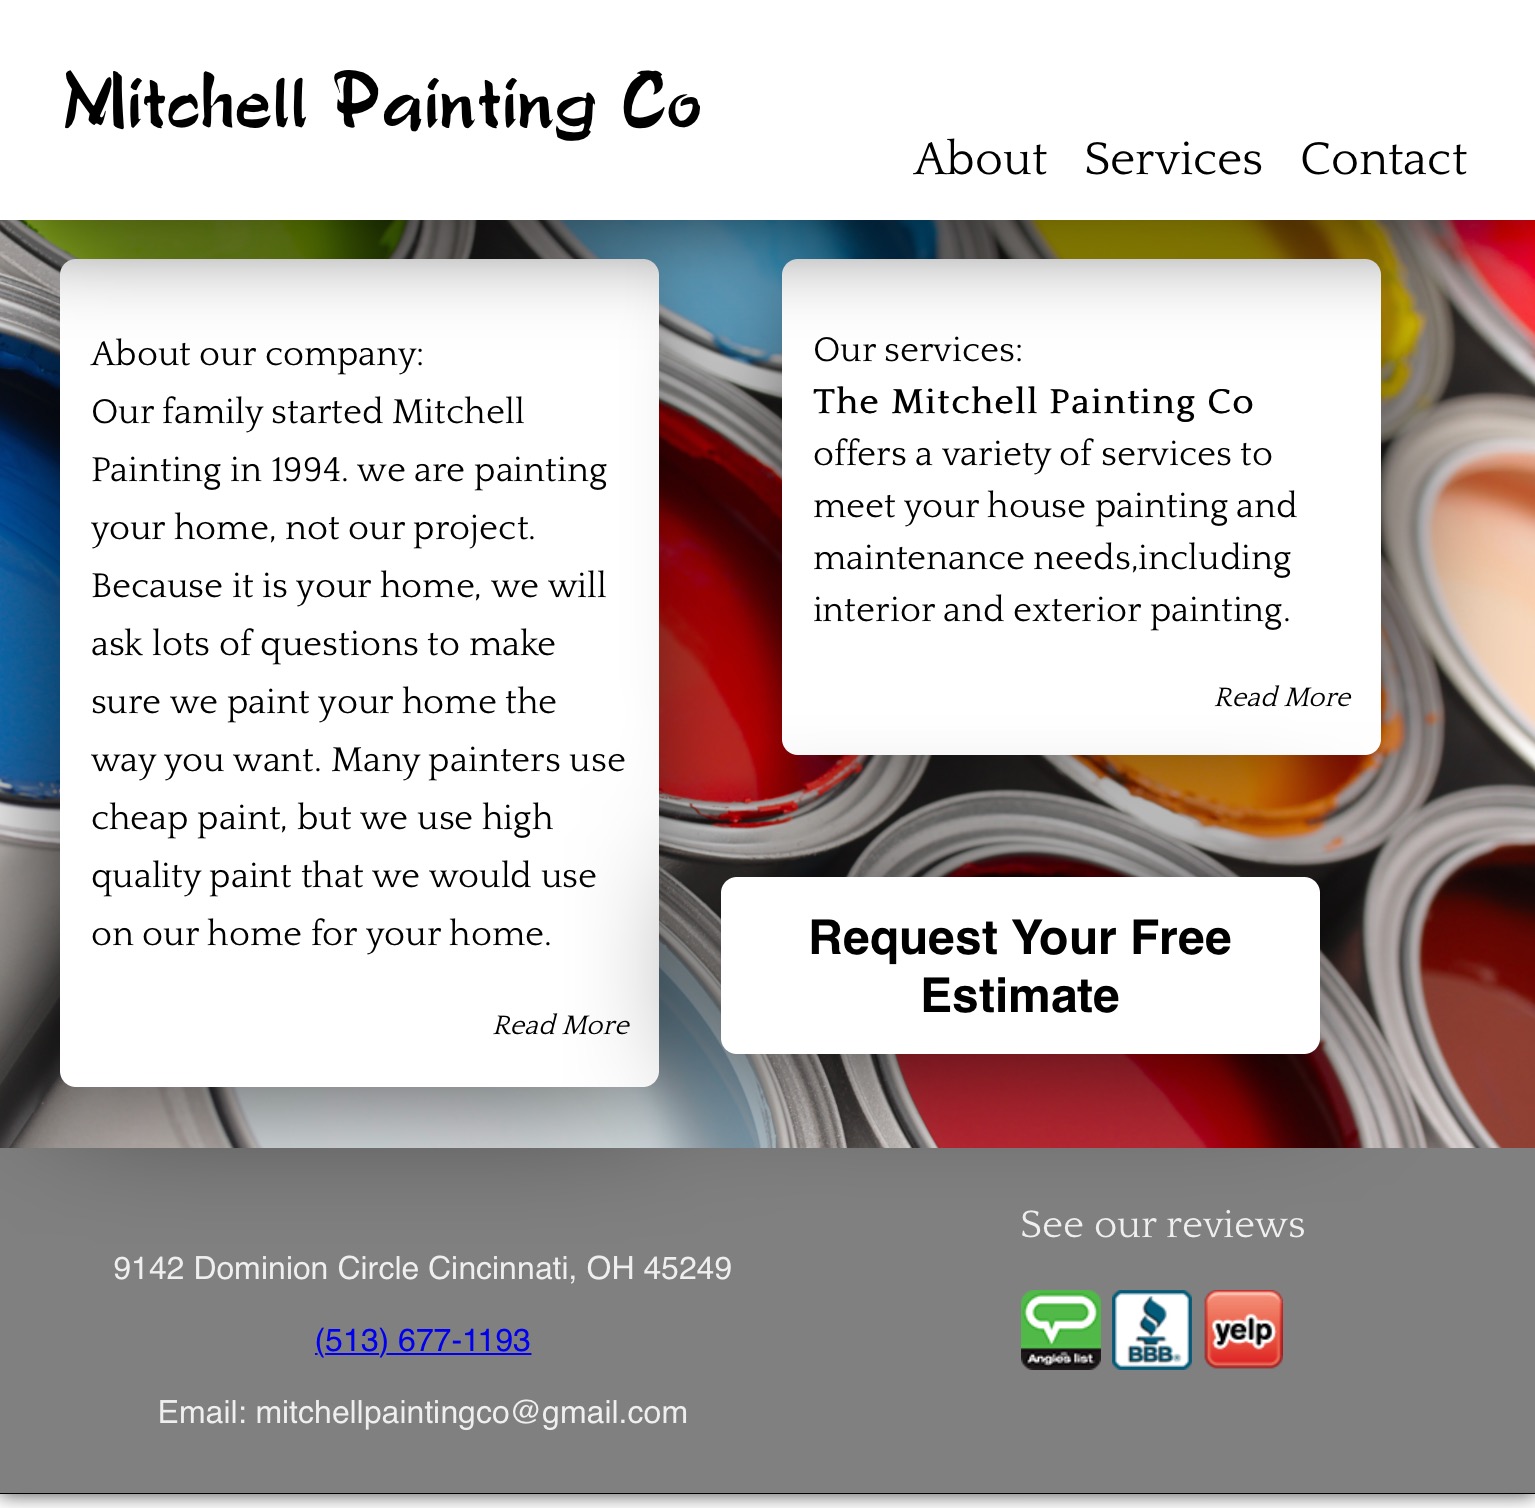 Mitchell Painting Co
About Services Contact
About our company:
Our family started Mitchell
Painting in 1994. we are painting
your home, not our project.
Because it is your home, we will
ask lots of questions to make
sure we paint your home the
way you want. Many painters use
cheap paint, but we use high
quality paint that we would use
on our home for your home.
Read More
Our services:
The Mitchell Painting Co
offers a variety of services to
meet your house painting and
maintenance needs,including
interior and exterior painting.
Read More
Request Your Free
Estimate
9142 Dominion Circle Cincinnati, OH 45249
(513) 677-1193
Email: mitchellpaintingco@gmail.com
See our reviews
Angie's list BBB yelp